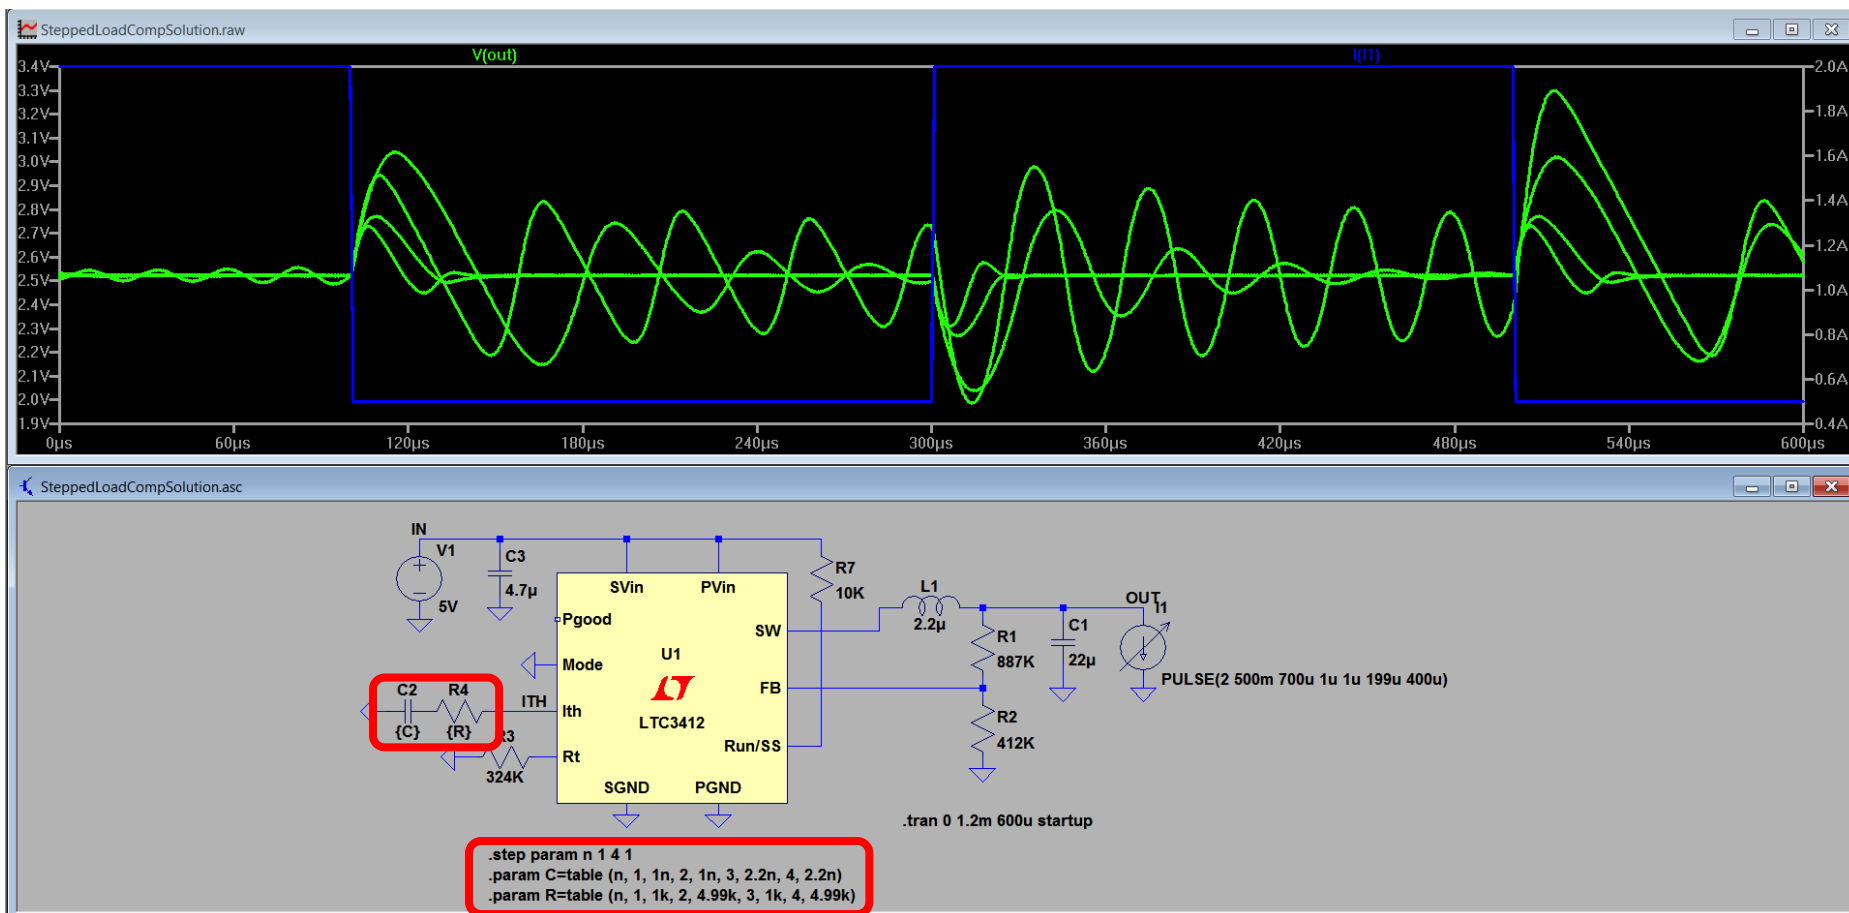 SteppedLoadCompSolution.raw
V(out)
I(I1)
3.4V
3.3V
3.2V
3.1V
3.0V
2.9V
2.8V
2.7V
2.6V
2.5V
2.4V
2.3V
2.2V
2.1V
2.0V
1.9V
2.0A
1.8A
1.6A
1.4A
1.2A
1.0A
0.8A
0.6A
0.4A
0µs
60µs
120µs
180µs
240µs
300µs
360µs
420µs
480µs
540µs
600µs
SteppedLoadCompSolution.asc
IN
V1
5V
C3
4.7µ
SVin
PVin
R7
10K
Pgood
Mode
Ith
Rt
SW
FB
Run/SS
U1
LTC3412
SGND
PGND
C2
{C}
R4
{R}
ITH
R3
324K
L1
2.2µ
R1
887K
C1
22µ
OUT
I1
PULSE(2 500m 700u 1u 1u 199u 400u)
R2
412K
.tran 0 1.2m 600u startup
.step param n 1 4 1
.param C=table (n, 1, 1n, 2, 1n, 3, 2.2n, 4, 2.2n)
.param R=table (n, 1, 1k, 2, 4.99k, 3, 1k, 4, 4.99k)